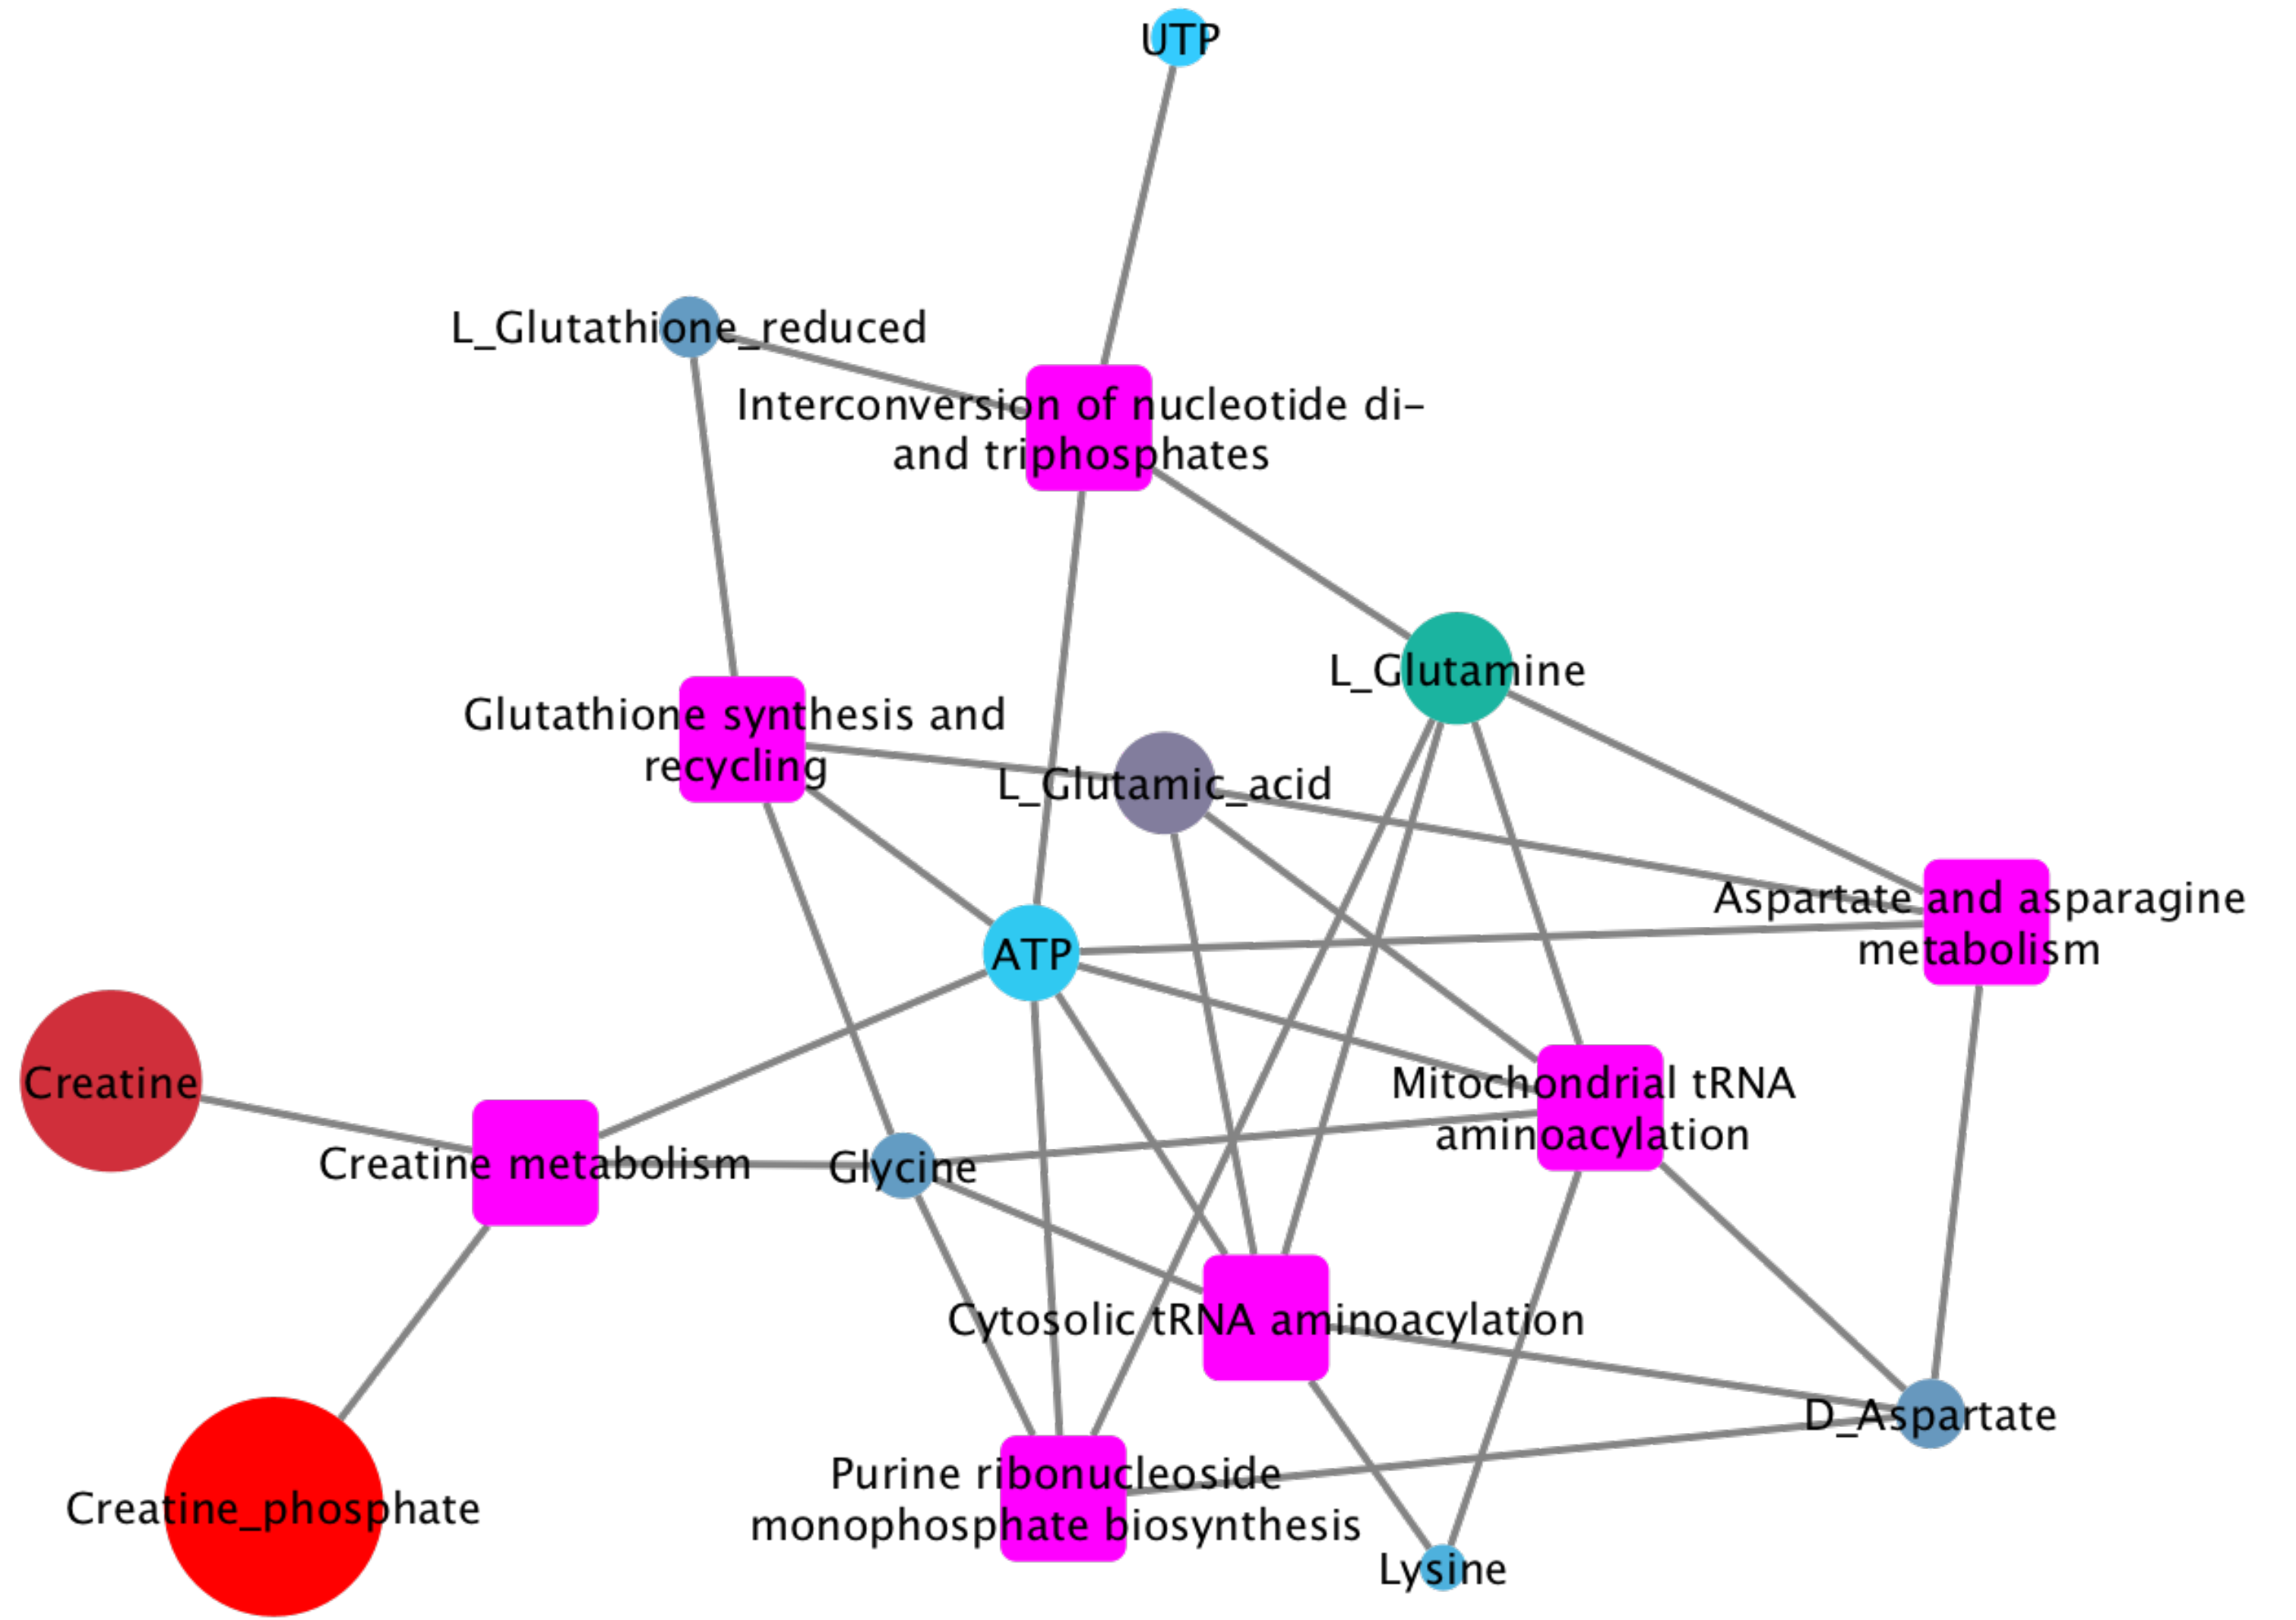 UTP
L_Glutathione_reduced
Interconversion of nucleotide di-
and triphosphates
L_Glutamine
Glutathione synthesis and
recycling
L_Glutamic_acid
Aspartate and asparagine
metabolism
ATP
Creatine
Mitochondrial tRNA
aminoacylation
Creatine metabolism
Glycine
Cytosolic tRNA aminoacylation
D_Aspartate
Purine ribonucleoside
monophosphate biosynthesis
Creatine_phosphate
Lysine